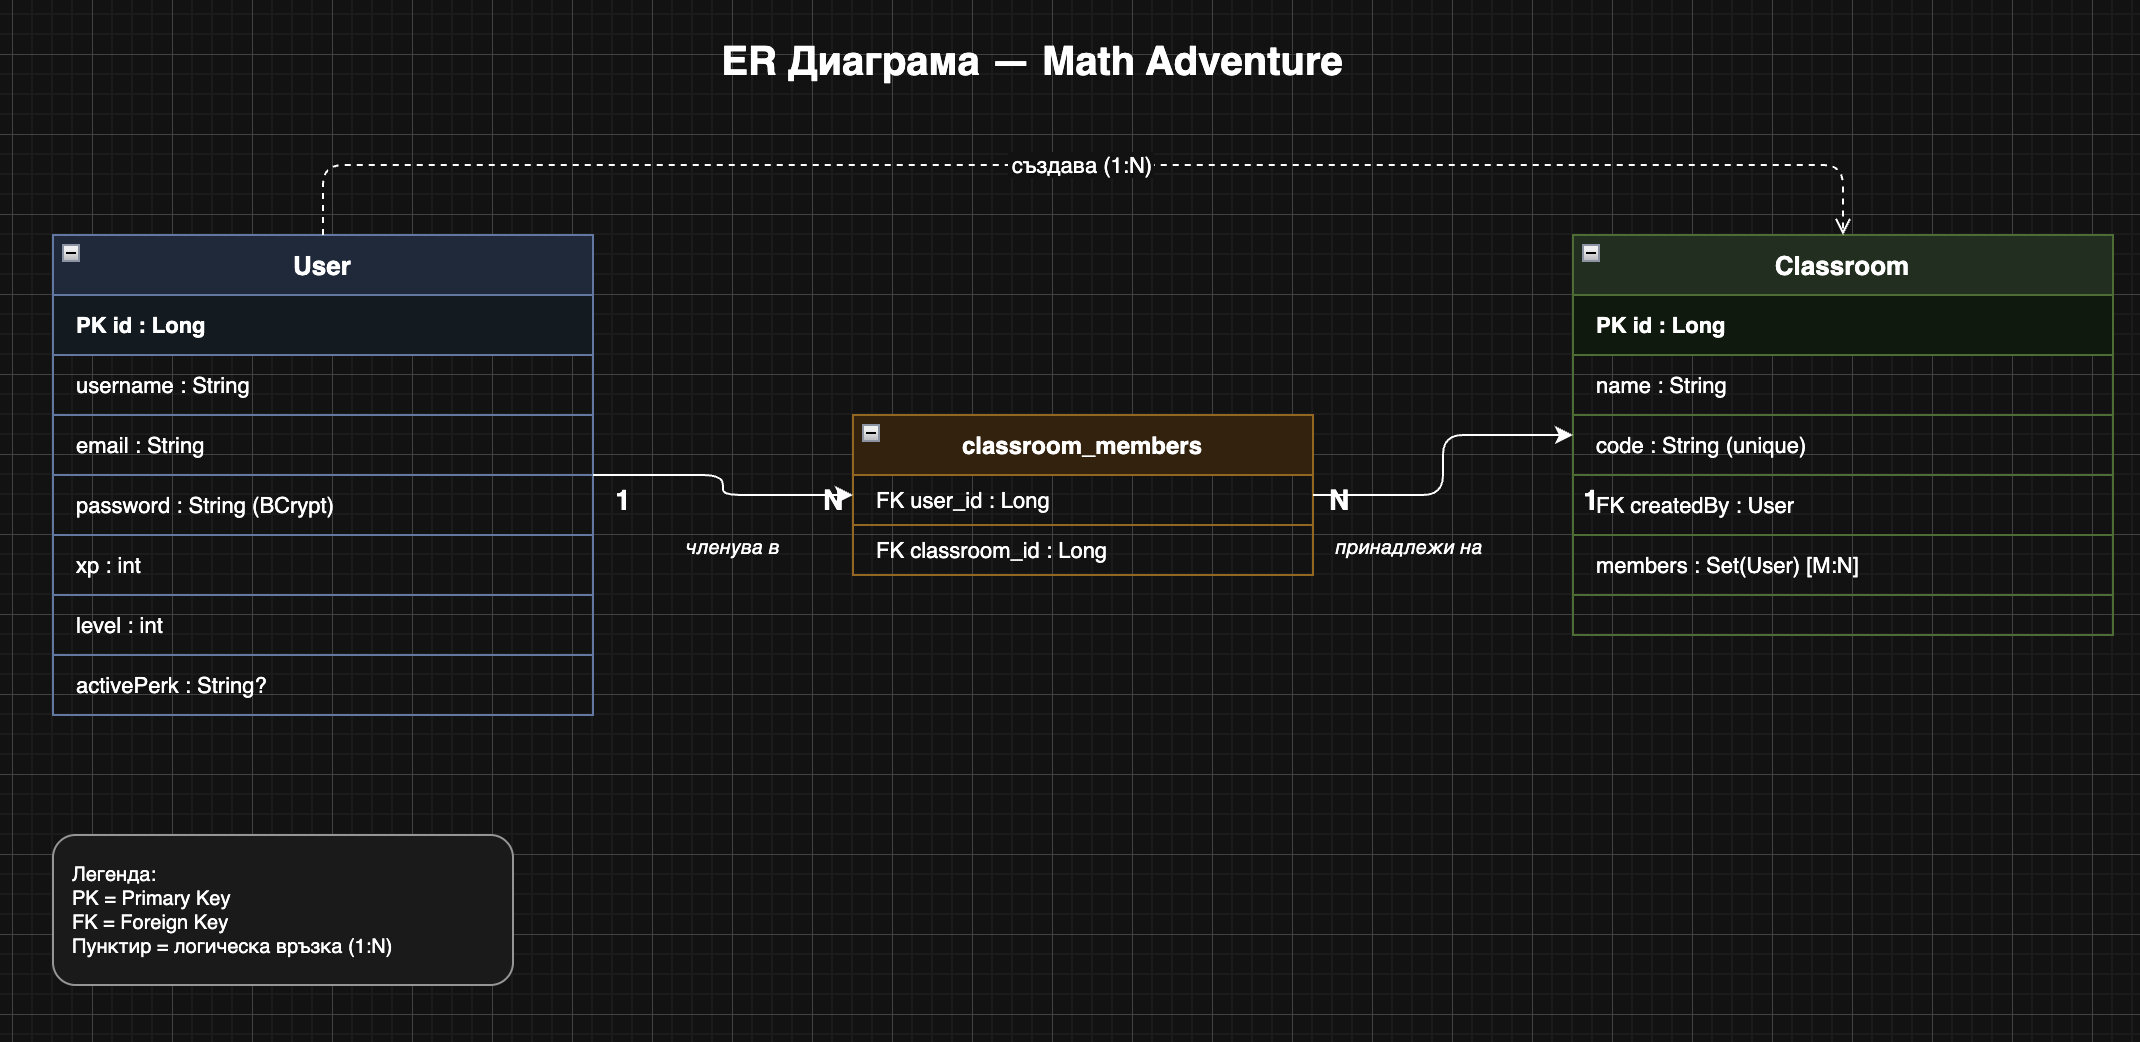 ER Диаграма — Math Adventure
създава (1:N)
User
PK id : Long
username : String
email : String
password : String (BCrypt)
xp : int
level : int
activePerk : String?
1
N
членува в
classroom_members
FK user_id : Long
FK classroom_id : Long
N
1
принадлежи на
Classroom
PK id : Long
name : String
code : String (unique)
FK createdBy : User
members : Set(User) [M:N]
Легенда:
PK = Primary Key
FK = Foreign Key
Пунктир = логическа връзка (1:N)